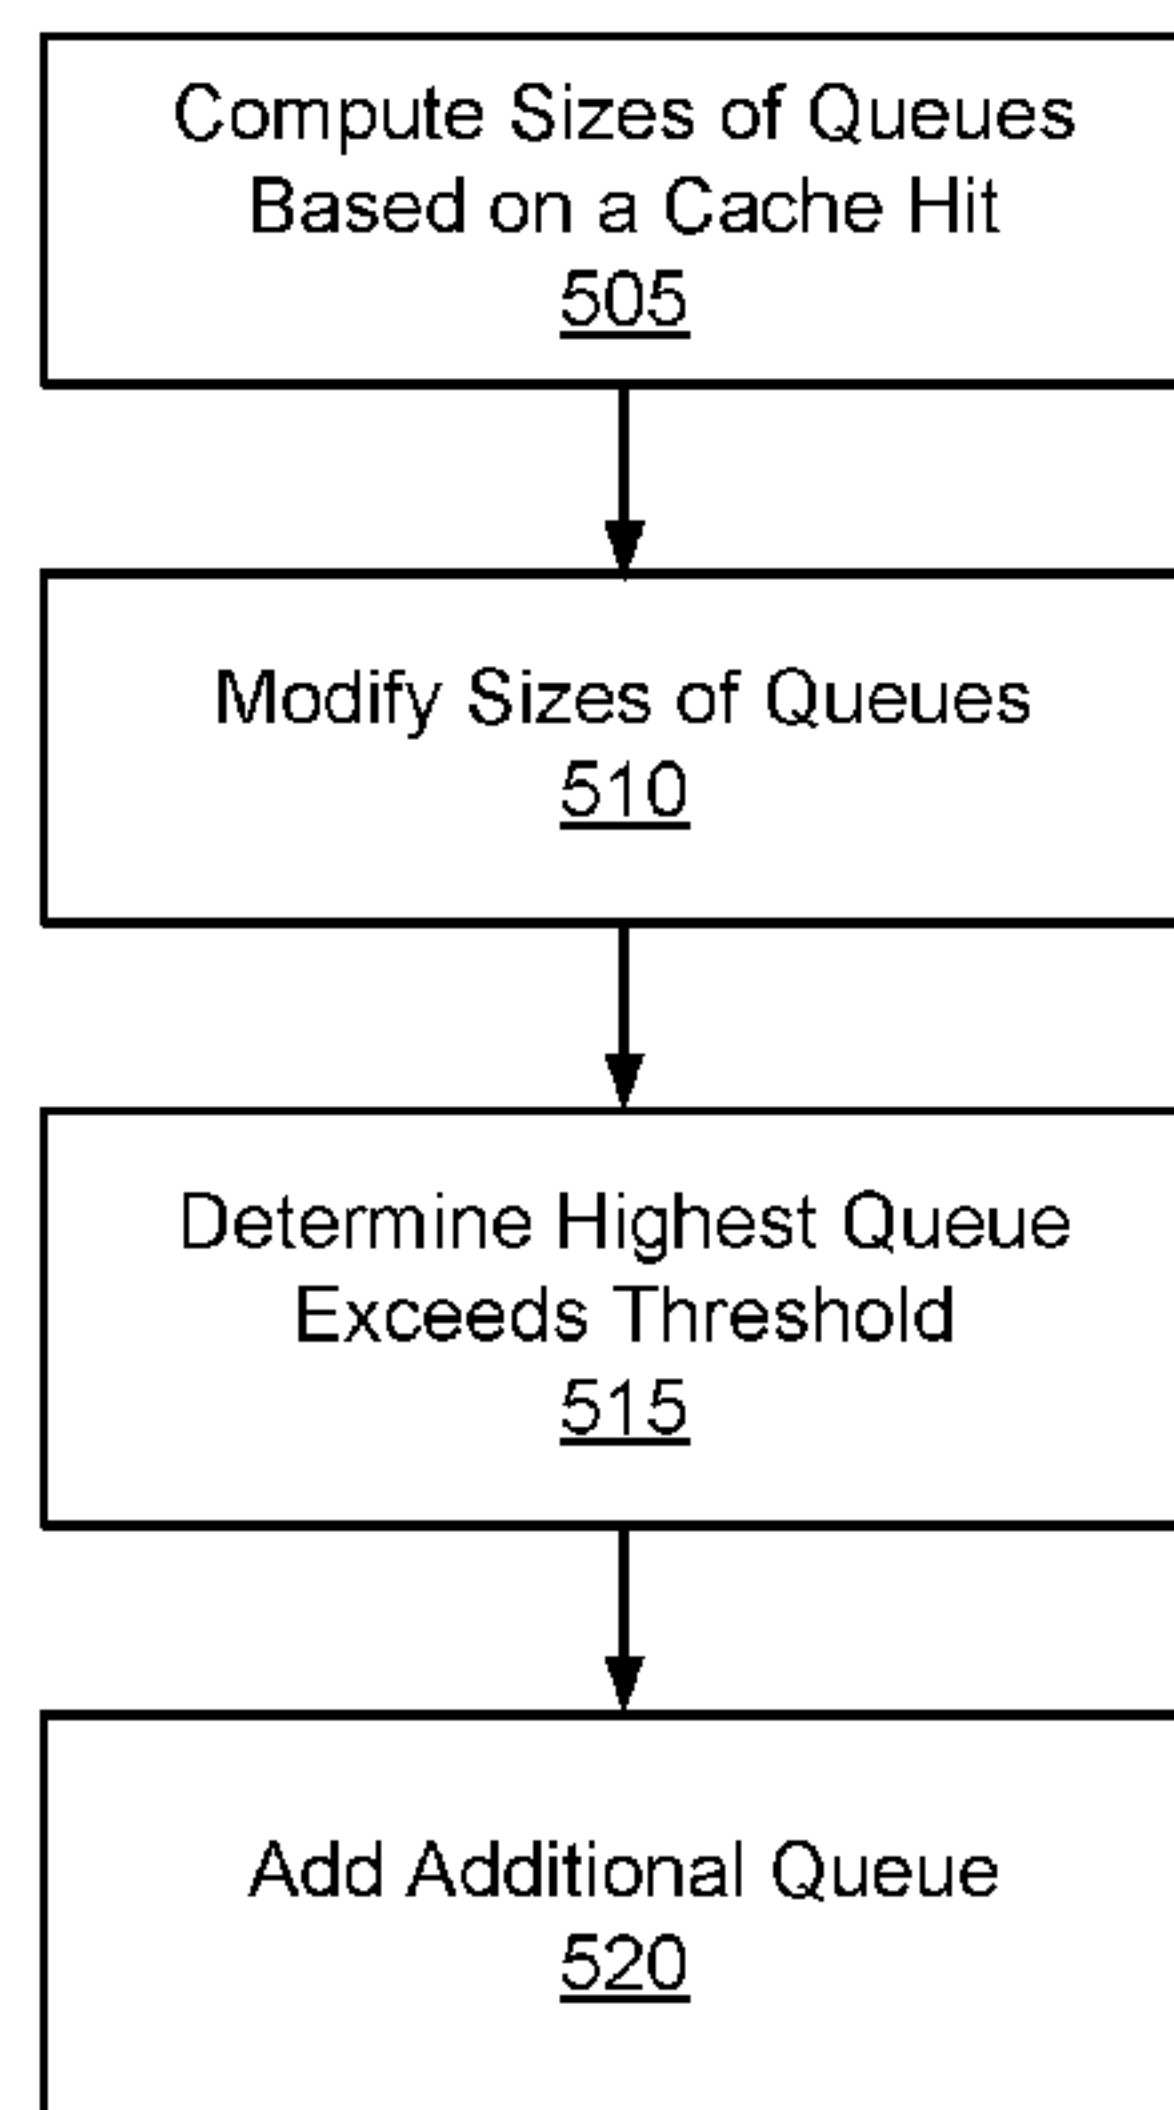 Compute Sizes of Queues
Based on a Cache Hit
505
Modify Sizes of Queues
510
Determine Highest Queue
Exceeds Threshold
515
Add Additional Queue
520